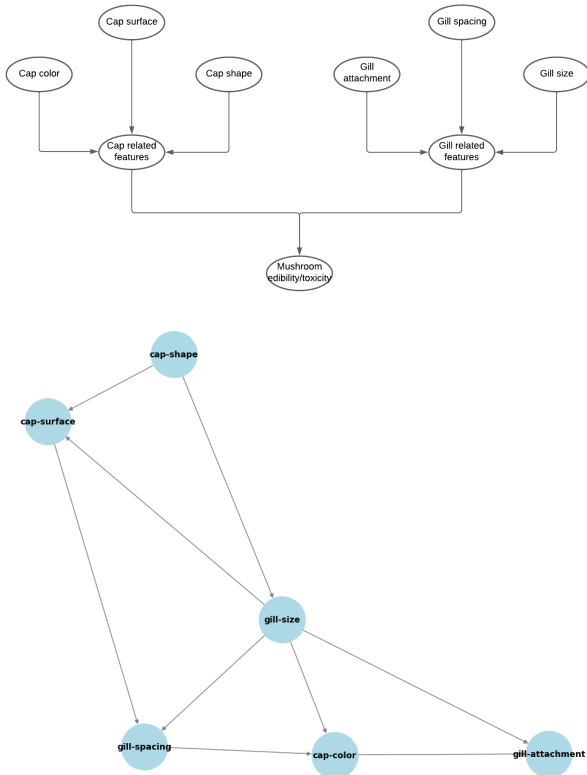 Cap surface
Gill spacing
Cap color
Cap shape
Gill
attachment
Gill size
Cap related
features
Gill related
features
Mushroom
edibility/toxicity
cap-shape
cap-surface
gill-size
gill-spacing
cap-color
gill-attachment